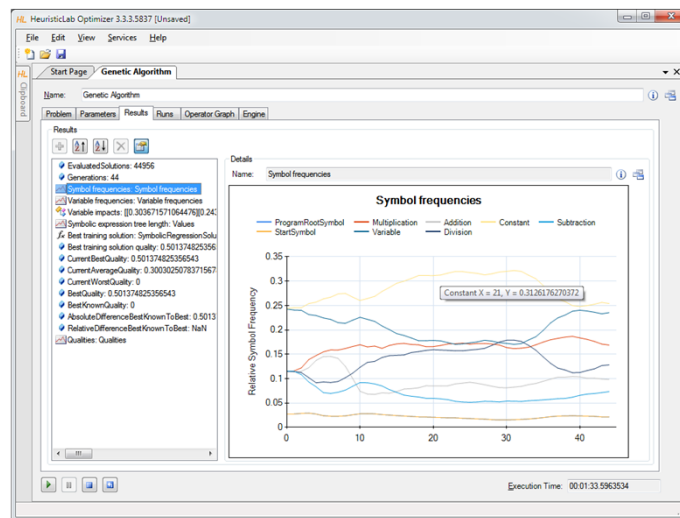 HL HeuristicLab Optimizer 3.3.3.5837 [Unsaved]
File Edit View Services Help
HL Clipboard
Start Page Genetic Algorithm
Name: Genetic Algorithm
Problem Parameters Results Runs Operator Graph Engine
Results
EvaluatedSolutions: 44956
Generations: 44
Symbol frequencies: Symbol frequencies
Variable frequencies: Variable frequencies
Variable impacts: [[0.303671571064476][0.243
Symbolic expression tree length: Values
Best training solution: SymbolicRegressionSolu
Best training solution quality: 0.501374825356
CurrentBestQuality: 0.501374825356543
CurrentAverageQuality: 0.3003025078371567
CurrentWorstQuality: 0
BestQuality: 0.501374825356543
BestKnownQuality: 0
AbsoluteDifferenceBestKnownToBest: 0.5013
RelativeDifferenceBestKnownToBest: NaN
Qualities: Qualities
Details
Name: Symbol frequencies
Symbol frequencies
ProgramRootSymbol Multiplication Addition Constant Subtraction
StartSymbol Variable Division
Relative Symbol Frequency
0.35
0.3
0.25
0.2
0.15
0.1
0.05
0
Constant X = 21, Y = 0.3126176270372
0 10 20 30 40
Execution Time: 00:01:33.5963534